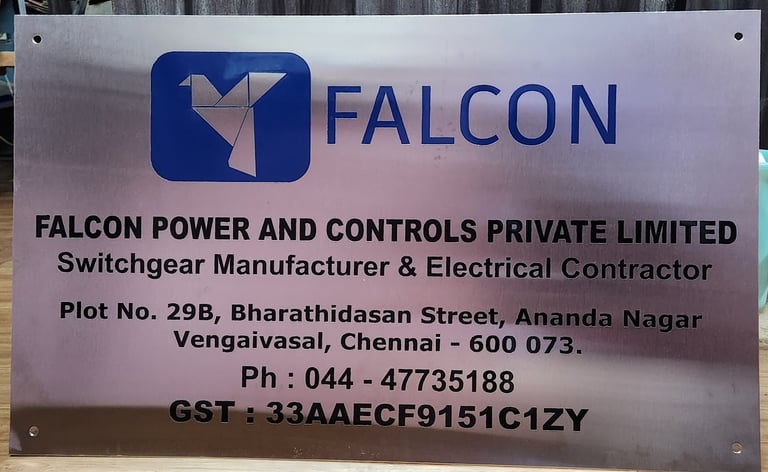 FALCON
FALCON POWER AND CONTROLS PRIVATE LIMITED
Switchgear Manufacturer & Electrical Contractor
Plot No. 29B, Bharathidasan Street, Ananda Nagar
Vengaivasal, Chennai - 600 073.
Ph : 044 - 47735188
GST : 33AAECF9151C1ZY